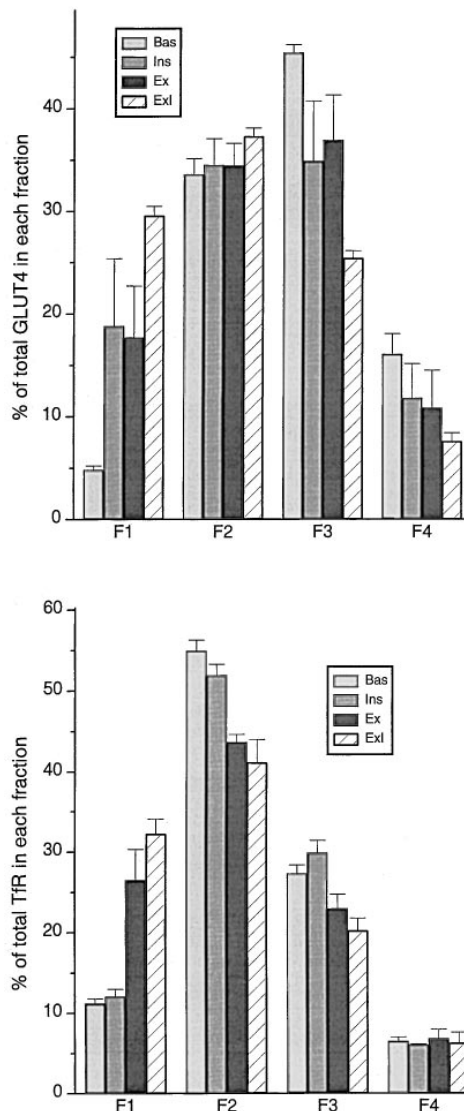 % of total GLUT4 in each fraction
40
30
20
10
0
Bas
Ins
Ex
ExI
F1 F2 F3 F4
% of total TfR in each fraction
60
50
40
30
20
10
0
Bas
Ins
Ex
ExI
F1 F2 F3 F4